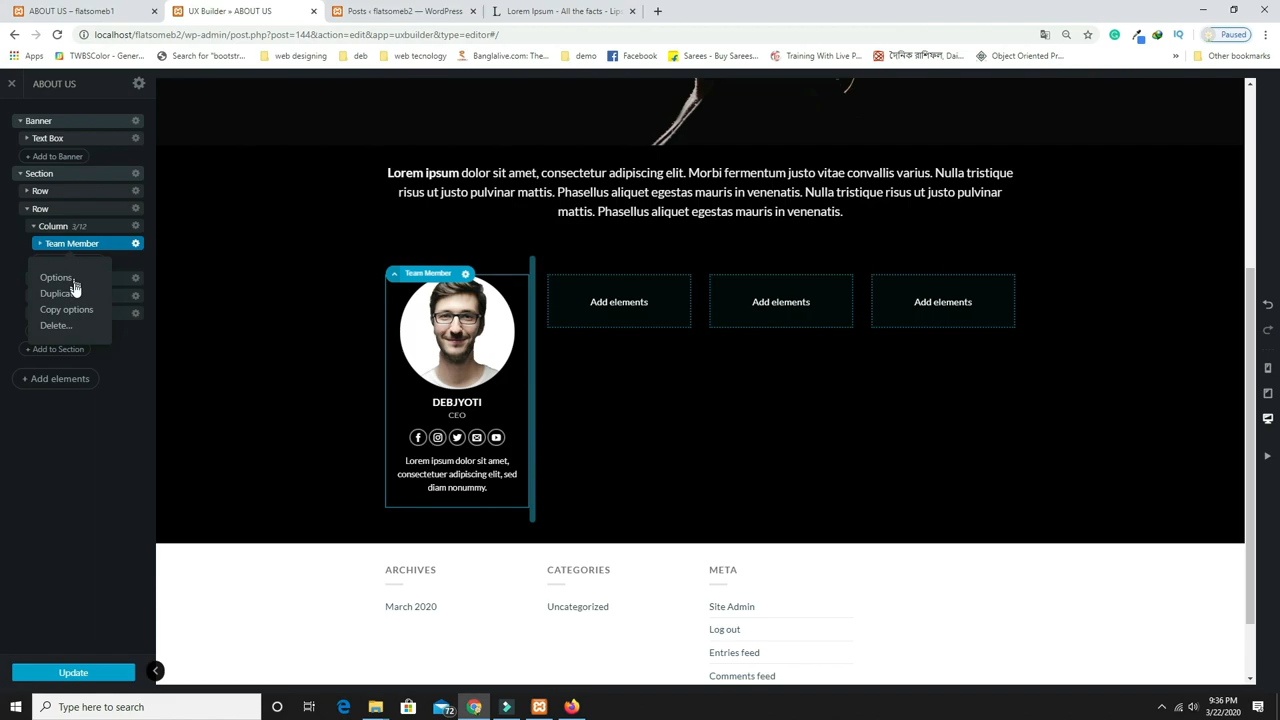 ABOUT US – flatsomeb1
UX Builder › ABOUT US
Posts ‹ flatsom2 — WordPress
Lorem Ipsum - All the facts - Lip
localhost/flatsomeb2/wp-admin/post.php?post=144&action=edit&app=uxbuilder&type=editor#/
Paused
Apps
TWBSColor - Creatin
Search for "bootstr...
web designing
deb
web tecnology
Banglalive.com: The...
demo
Facebook
Sarees - Buy Sarees...
Training With Live P...
দৈনিক রাশিফল, Dai...
Object Oriented Pro...
Other bookmarks
ABOUT US
Banner
Text Box
+ Add to Banner
Section
Row
Row
Column 3/12
Team Member
Options...
Duplica
Copy options
Delete...
+ Add to Section
+ Add elements
Update
Lorem ipsum dolor sit amet, consectetur adipiscing elit. Morbi fermentum justo vitae convallis varius. Nulla tristique
risus ut justo pulvinar mattis. Phasellus aliquet egestas mauris in venenatis. Nulla tristique risus ut justo pulvinar
mattis. Phasellus aliquet egestas mauris in venenatis.
Team Member
DEBJYOTI
CEO
Lorem ipsum dolor sit amet,
consectetuer adipiscing elit, sed
diam nonummy.
Add elements
Add elements
Add elements
ARCHIVES
March 2020
CATEGORIES
Uncategorized
META
Site Admin
Log out
Entries feed
Comments feed
Type here to search
72
9:36 PM
3/22/2020